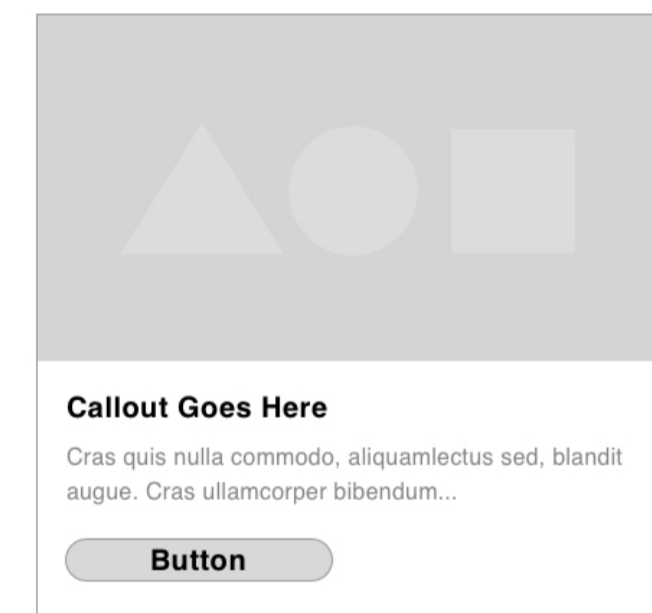 Callout Goes Here
Cras quis nulla commodo, aliquamlectus sed, blandit
augue. Cras ullamcorper bibendum...
Button